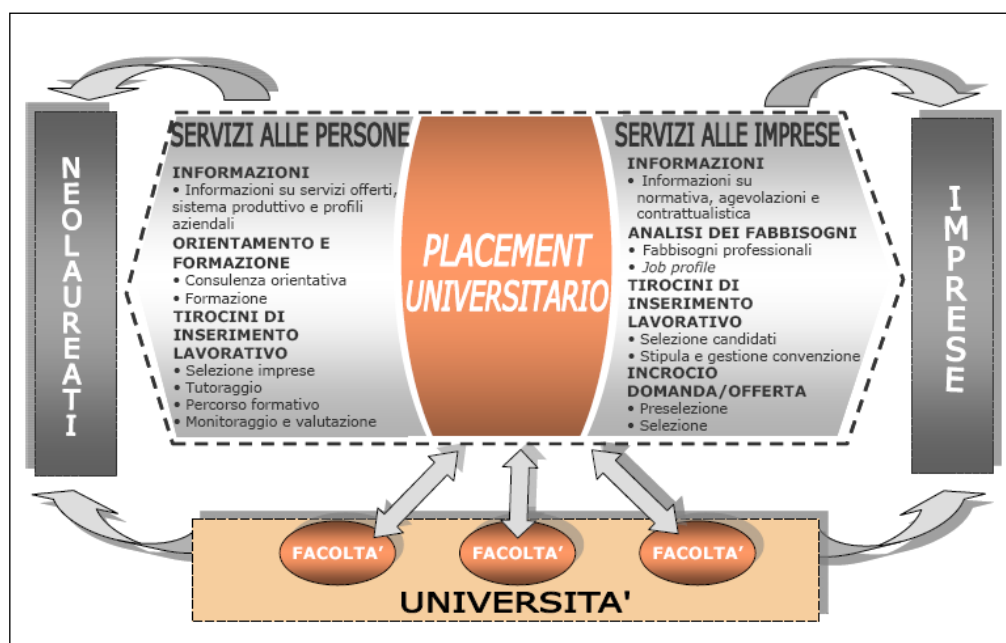 NEOLAUREATI
SERVIZI ALLE PERSONE
INFORMAZIONI
• Informazioni su servizi offerti,
sistema produttivo e profili
aziendali
ORIENTAMENTO E
FORMAZIONE
• Consulenza orientativa
• Formazione
TIROCINI DI
INSERIMENTO
LAVORATIVO
• Selezione imprese
• Tutoraggio
• Percorso formativo
• Monitoraggio e valutazione
PLACEMENT
UNIVERSITARIO
SERVIZI ALLE IMPRESE
INFORMAZIONI
• Informazioni su
normativa, agevolazioni e
contrattualistica
ANALISI DEI FABBISOGNI
• Fabbisogni professionali
• Job profile
TIROCINI DI
INSERIMENTO
LAVORATIVO
• Selezione candidati
• Stipula e gestione convenzione
INCROCIO
DOMANDA/OFFERTA
• Preselezione
• Selezione
IMPRESE
FACOLTA’ FACOLTA’ FACOLTA’
UNIVERSITA'